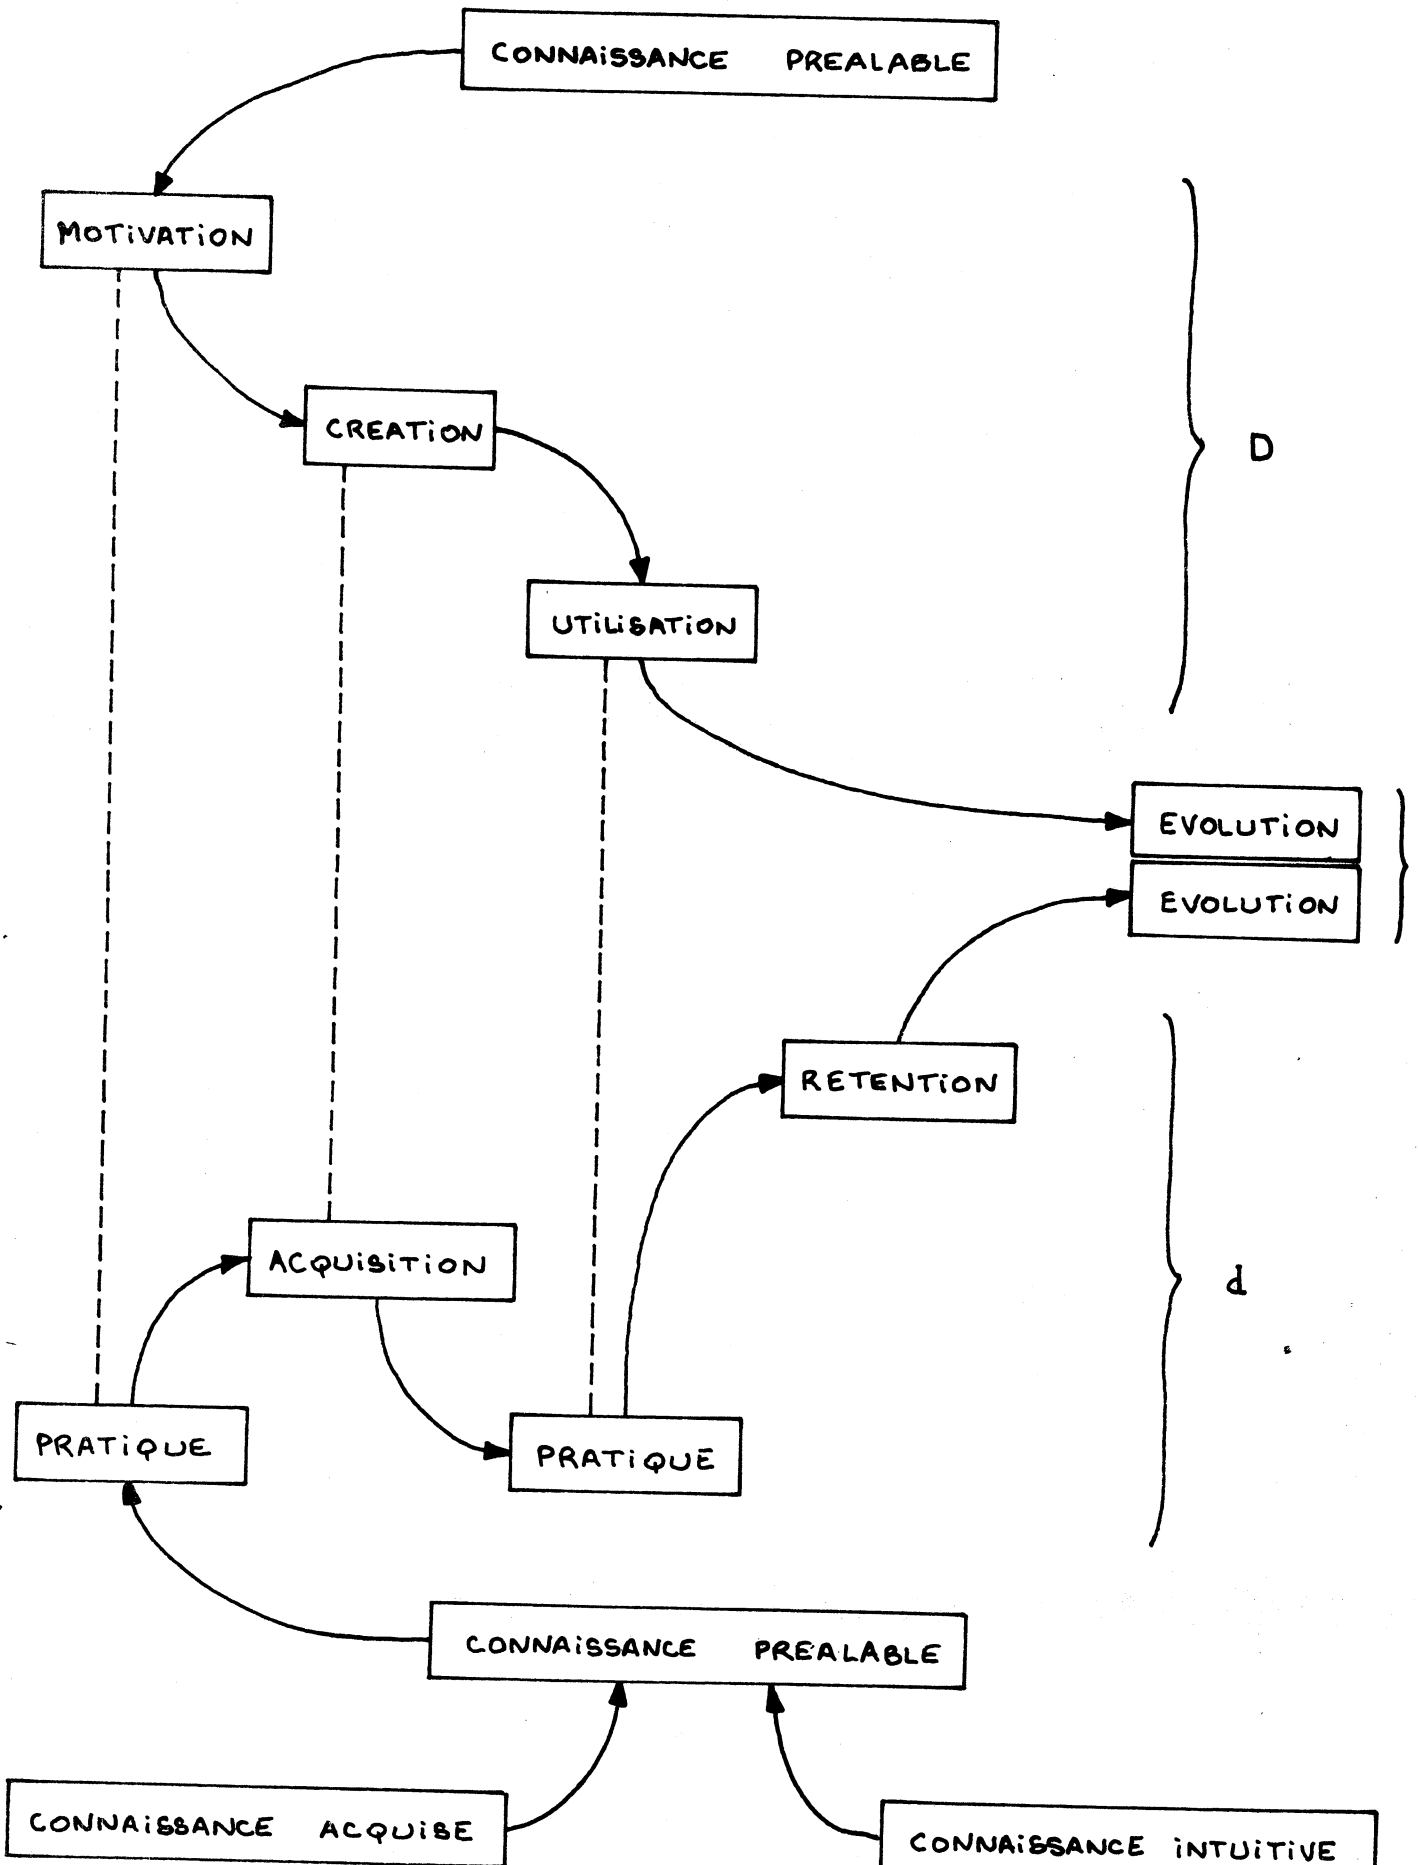 CONNAiSSANCE PREALABLE
MOTiVATiON
CREATiON
D
UTiLiSATiON
EVOLUTiON
EVOLUTiON
RETENTiON
ACQUiSiTiON
d
PRATiQUE
PRATiQUE
CONNAiSSANCE PREALABLE
CONNAiSSANCE ACQUiSE
CONNAiSSANCE iNTUiTiVE